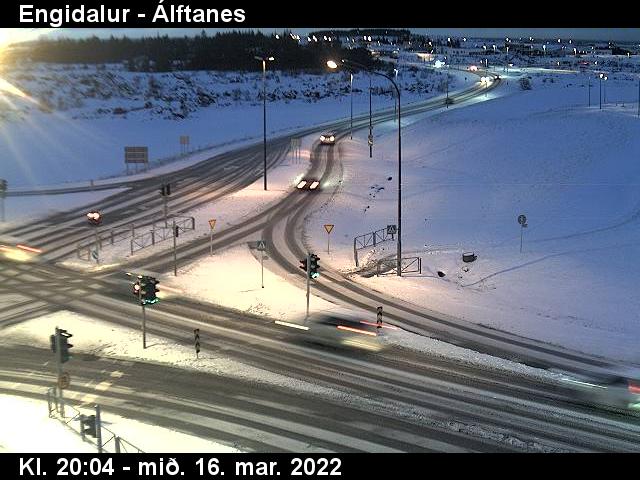 Engidalur - Álftanes
Kl. 20:04 - mið. 16. mar. 2022